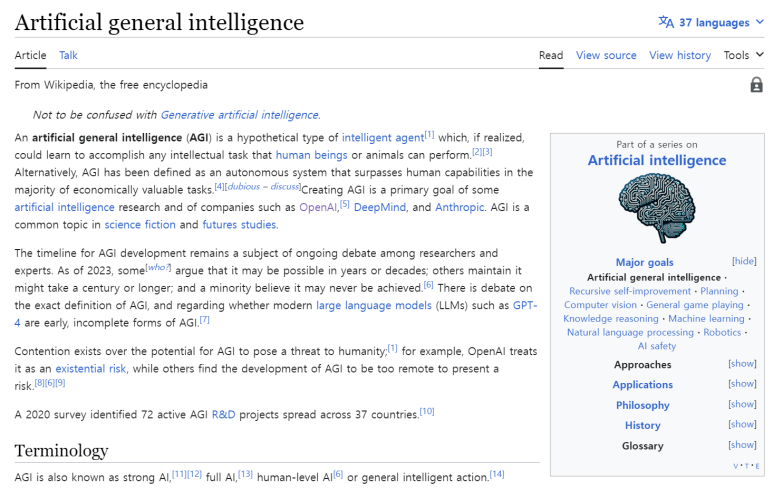 Artificial general intelligence
37 languages
Article Talk Read View source View history Tools
From Wikipedia, the free encyclopedia
Not to be confused with Generative artificial intelligence.
An artificial general intelligence (AGI) is a hypothetical type of intelligent agent[1] which, if realized,
could learn to accomplish any intellectual task that human beings or animals can perform.[2][3]
Alternatively, AGI has been defined as an autonomous system that surpasses human capabilities in the
majority of economically valuable tasks.[4][dubious – discuss]Creating AGI is a primary goal of some
artificial intelligence research and of companies such as OpenAI,[5] DeepMind, and Anthropic. AGI is a
common topic in science fiction and futures studies.
The timeline for AGI development remains a subject of ongoing debate among researchers and
experts. As of 2023, some[who?] argue that it may be possible in years or decades; others maintain it
might take a century or longer; and a minority believe it may never be achieved.[6] There is debate on
the exact definition of AGI, and regarding whether modern large language models (LLMs) such as GPT-
4 are early, incomplete forms of AGI.[7]
Contention exists over the potential for AGI to pose a threat to humanity;[1] for example, OpenAI treats
it as an existential risk, while others find the development of AGI to be too remote to present a
risk.[8][6][9]
A 2020 survey identified 72 active AGI R&D projects spread across 37 countries.[10]
Terminology
AGI is also known as strong AI,[11][12] full AI,[13] human-level AI[6] or general intelligent action.[14]
Part of a series on
Artificial intelligence
Major goals [hide]
Artificial general intelligence ·
Recursive self-improvement · Planning ·
Computer vision · General game playing ·
Knowledge reasoning · Machine learning ·
Natural language processing · Robotics ·
AI safety
Approaches [show]
Applications [show]
Philosophy [show]
History [show]
Glossary [show]
V · T · E